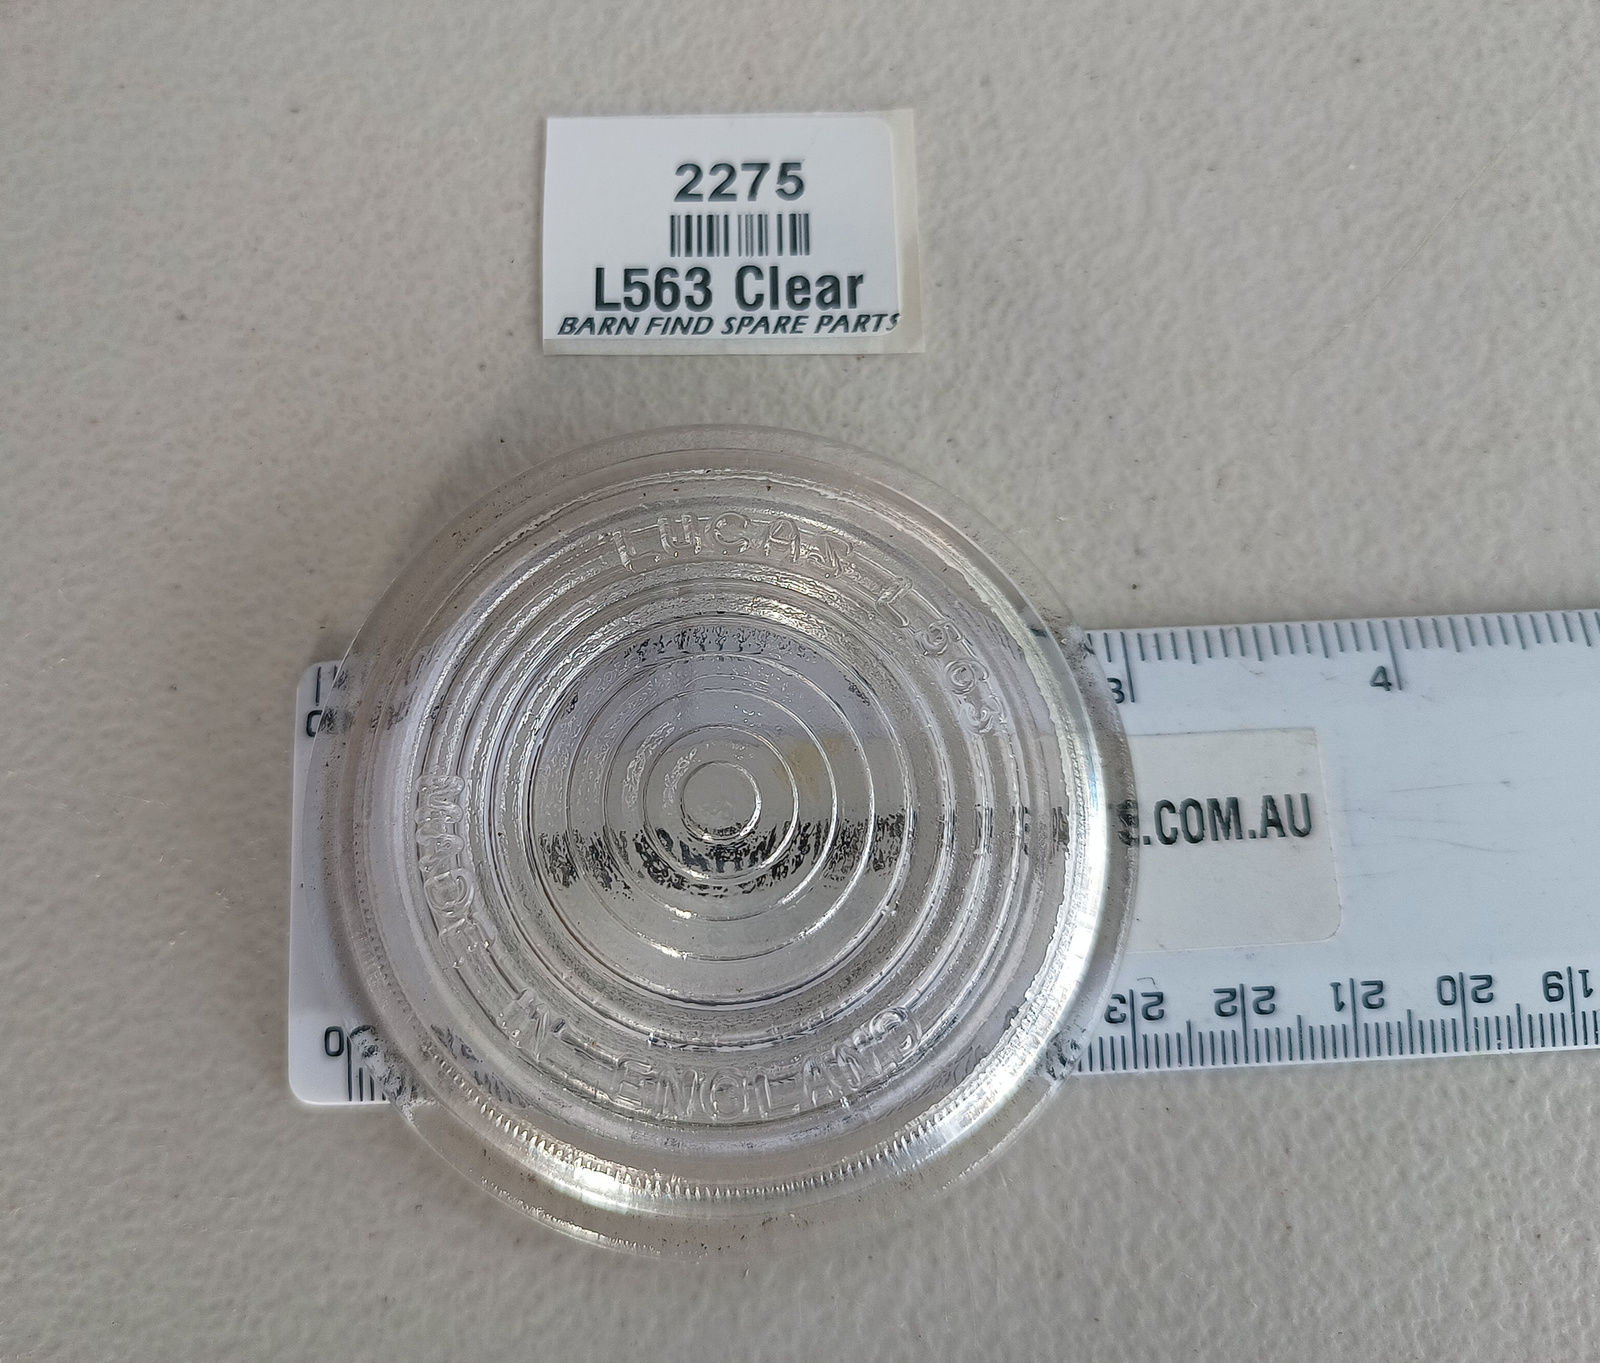 2275
L563 Clear
BARN FIND SPARE PARTS
LUCAS L563
MADE IN ENGLAND
0 3 4
.COM.AU
0 23 22 21 20 19